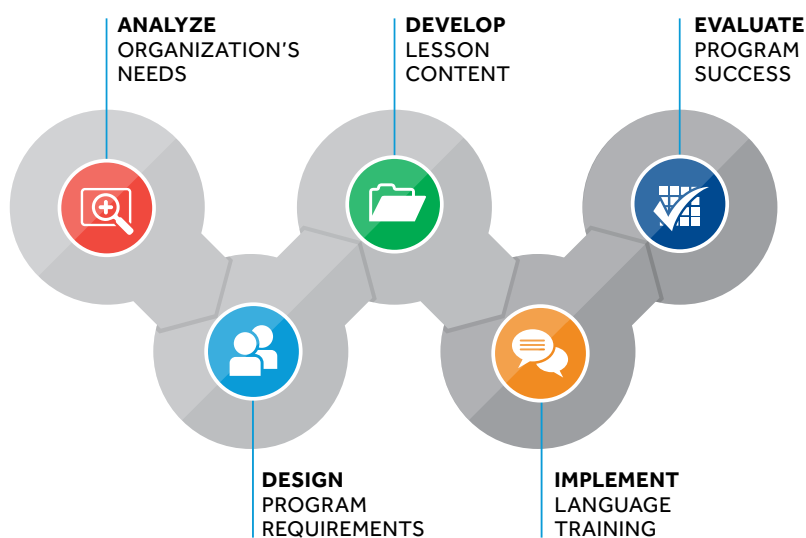 ANALYZE
ORGANIZATION'S
NEEDS
DESIGN
PROGRAM
REQUIREMENTS
DEVELOP
LESSON
CONTENT
IMPLEMENT
LANGUAGE
TRAINING
EVALUATE
PROGRAM
SUCCESS